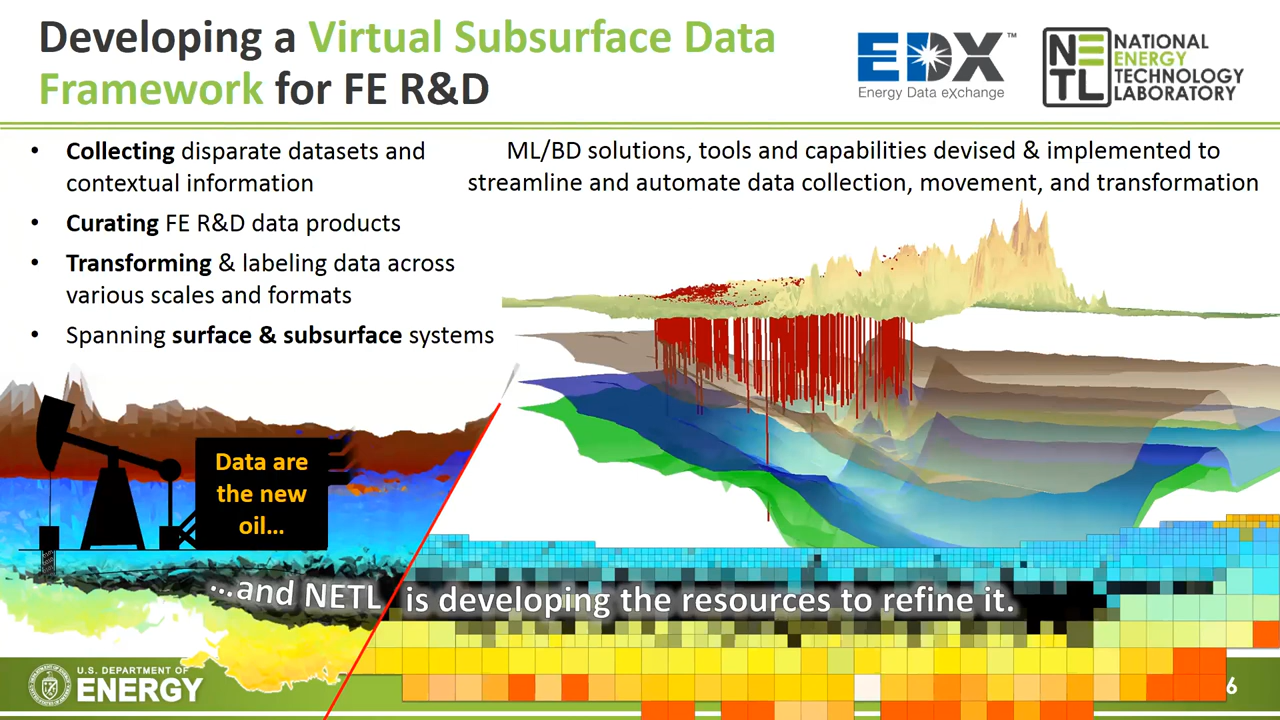 Developing a Virtual Subsurface Data
Framework for FE R&D
EDX™
Energy Data eXchange
NETL
NATIONAL
ENERGY
TECHNOLOGY
LABORATORY
• Collecting disparate datasets and
contextual information
• Curating FE R&D data products
• Transforming & labeling data across
various scales and formats
• Spanning surface & subsurface systems
ML/BD solutions, tools and capabilities devised & implemented to
streamline and automate data collection, movement, and transformation
Data are
the new
oil...
...and NETL is developing the resources to refine it.
U.S. DEPARTMENT OF
ENERGY
6